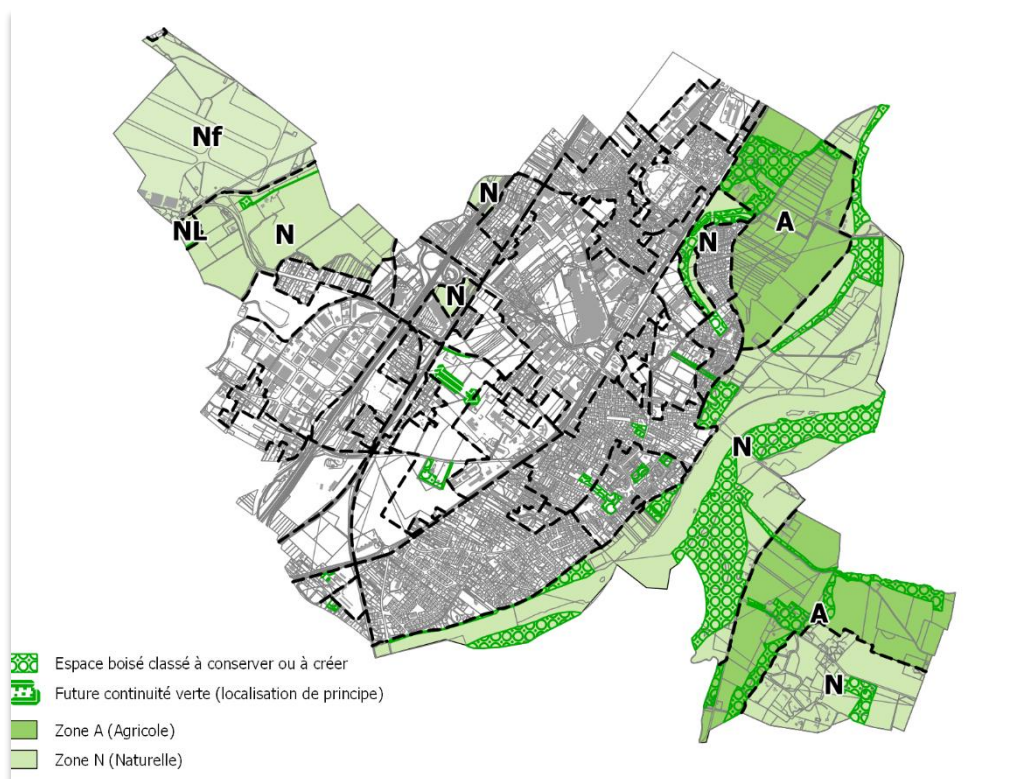 Nf
N
A
NL
N
N
N
N
A
N
Espace boisé classé à conserver ou à créer
Future continuité verte (localisation de principe)
Zone A (Agricole)
Zone N (Naturelle)